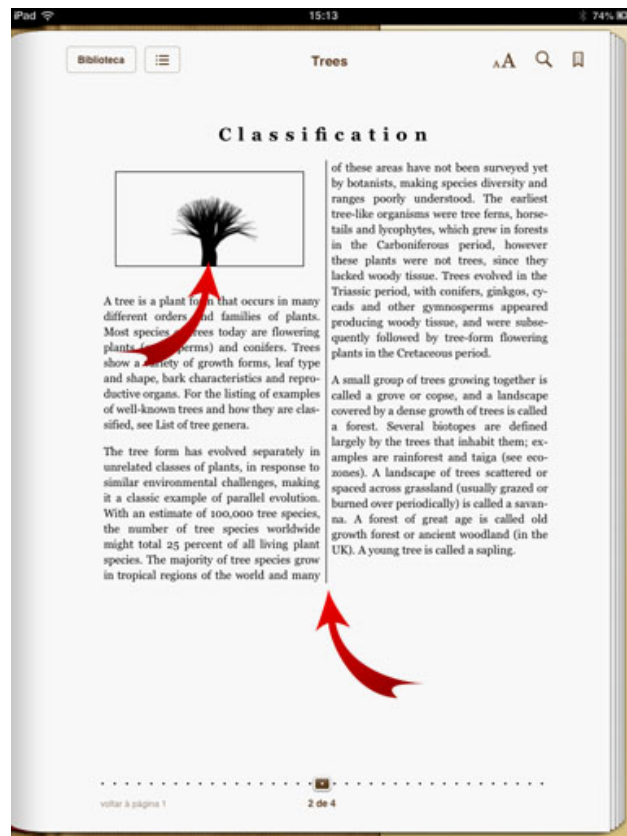 iPad 15:13 74%
Biblioteca Trees AA
Classification
A tree is a plant form that occurs in many
different orders and families of plants.
Most species trees today are flowering
plants perms) and conifers. Trees
show a variety of growth forms, leaf type
and shape, bark characteristics and repro-
ductive organs. For the listing of examples
of well-known trees and how they are clas-
sified, see List of tree genera.
The tree form has evolved separately in
unrelated classes of plants, in response to
similar environmental challenges, making
it a classic example of parallel evolution.
With an estimate of 100,000 tree species,
the number of tree species worldwide
might total 25 percent of all living plant
species. The majority of tree species grow
in tropical regions of the world and many
of these areas have not been surveyed yet
by botanists, making species diversity and
ranges poorly understood. The earliest
tree-like organisms were tree ferns, horse-
tails and lycophytes, which grew in forests
in the Carboniferous period, however
these plants were not trees, since they
lacked woody tissue. Trees evolved in the
Triassic period, with conifers, ginkgos, cy-
cads and other gymnosperms appeared
producing woody tissue, and were subse-
quently followed by tree-form flowering
plants in the Cretaceous period.
A small group of trees growing together is
called a grove or copse, and a landscape
covered by a dense growth of trees is called
a forest. Several biotopes are defined
largely by the trees that inhabit them; ex-
amples are rainforest and taiga (see eco-
zones). A landscape of trees scattered or
spaced across grassland (usually grazed or
burned over periodically) is called a savan-
na. A forest of great age is called old
growth forest or ancient woodland (in the
UK). A young tree is called a sapling.
voltar à página 1 2 de 4